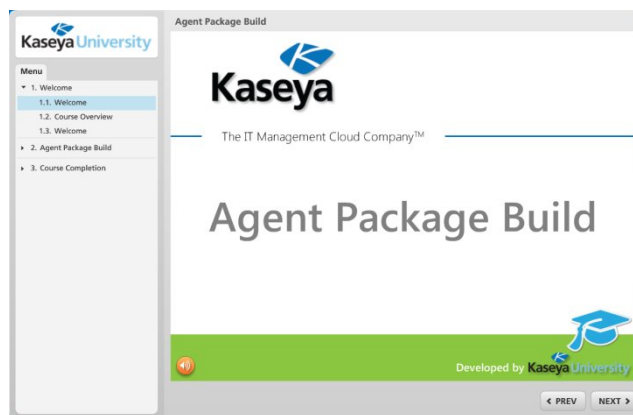 Kaseya University
Menu
1. Welcome
1.1. Welcome
1.2. Course Overview
1.3. Welcome
2. Agent Package Build
3. Course Completion
Agent Package Build
Kaseya
The IT Management Cloud Company™
Agent Package Build
Developed by Kaseya University
PREV NEXT